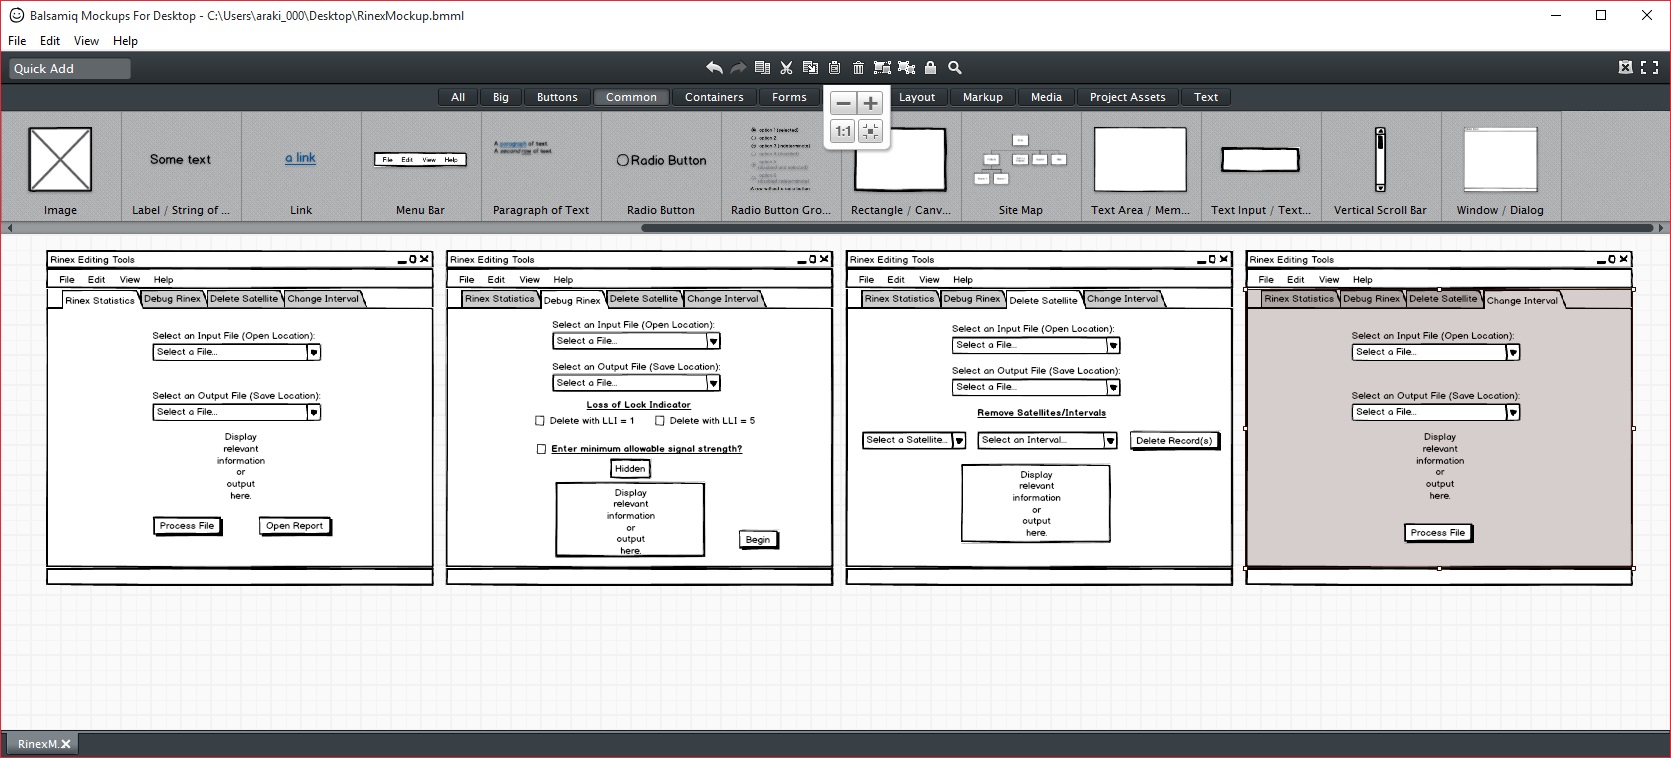 Balsamiq Mockups For Desktop - C:\Users\araki_000\Desktop\RinexMockup.bmml
File Edit View Help
Quick Add
All Big Buttons Common Containers Forms Layout Markup Media Project Assets Text
1:1
Some text
a link
File Edit View Help
A paragraph of text.
A second row of text.
Radio Button
option 1 (selected)
option 2
Image
Label / String of ...
Link
Menu Bar
Paragraph of Text
Radio Button
Radio Button Gro...
Rectangle / Canv...
Site Map
Text Area / Mem...
Text Input / Text...
Vertical Scroll Bar
Window / Dialog
Rinex Editing Tools
File Edit View Help
Rinex Statistics Debug Rinex Delete Satellite Change Interval
Select an Input File (Open Location):
Select a File...
Select an Output File (Save Location):
Select a File...
Display
relevant
information
or
output
here.
Process File Open Report
Rinex Editing Tools
File Edit View Help
Rinex Statistics Debug Rinex Delete Satellite Change Interval
Select an Input File (Open Location):
Select a File...
Select an Output File (Save Location):
Select a File...
Loss of Lock Indicator
Delete with LLI = 1 Delete with LLI = 5
Enter minimum allowable signal strength?
Hidden
Display
relevant
information
or
output
here.
Begin
Rinex Editing Tools
File Edit View Help
Rinex Statistics Debug Rinex Delete Satellite Change Interval
Select an Input File (Open Location):
Select a File...
Select an Output File (Save Location):
Select a File...
Remove Satellites/Intervals
Select a Satellite... Select an Interval... Delete Record(s)
Display
relevant
information
or
output
here.
Rinex Editing Tools
File Edit View Help
Rinex Statistics Debug Rinex Delete Satellite Change Interval
Select an Input File (Open Location):
Select a File...
Select an Output File (Save Location):
Select a File...
Display
relevant
information
or
output
here.
Process File
RinexM.